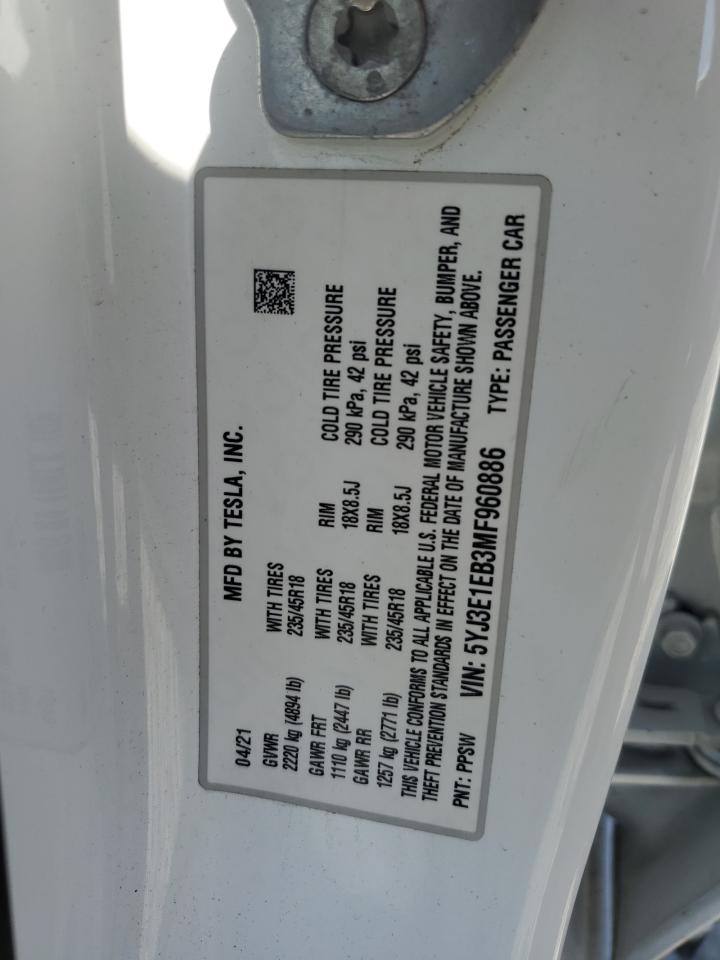 MFD BY TESLA, INC.
04/21
GVWR WITH TIRES
2220 kg (4894 lb) 235/45R18
GAWR FRT WITH TIRES RIM COLD TIRE PRESSURE
1110 kg (2447 lb) 235/45R18 18X8.5J 290 kPa, 42 psi
GAWR RR WITH TIRES RIM COLD TIRE PRESSURE
1257 kg (2771 lb) 235/45R18 18X8.5J 290 kPa, 42 psi
THIS VEHICLE CONFORMS TO ALL APPLICABLE U.S. FEDERAL MOTOR VEHICLE SAFETY, BUMPER, AND
THEFT PREVENTION STANDARDS IN EFFECT ON THE DATE OF MANUFACTURE SHOWN ABOVE.
PNT: PPSW VIN: 5YJ3E1EB3MF960886 TYPE: PASSENGER CAR